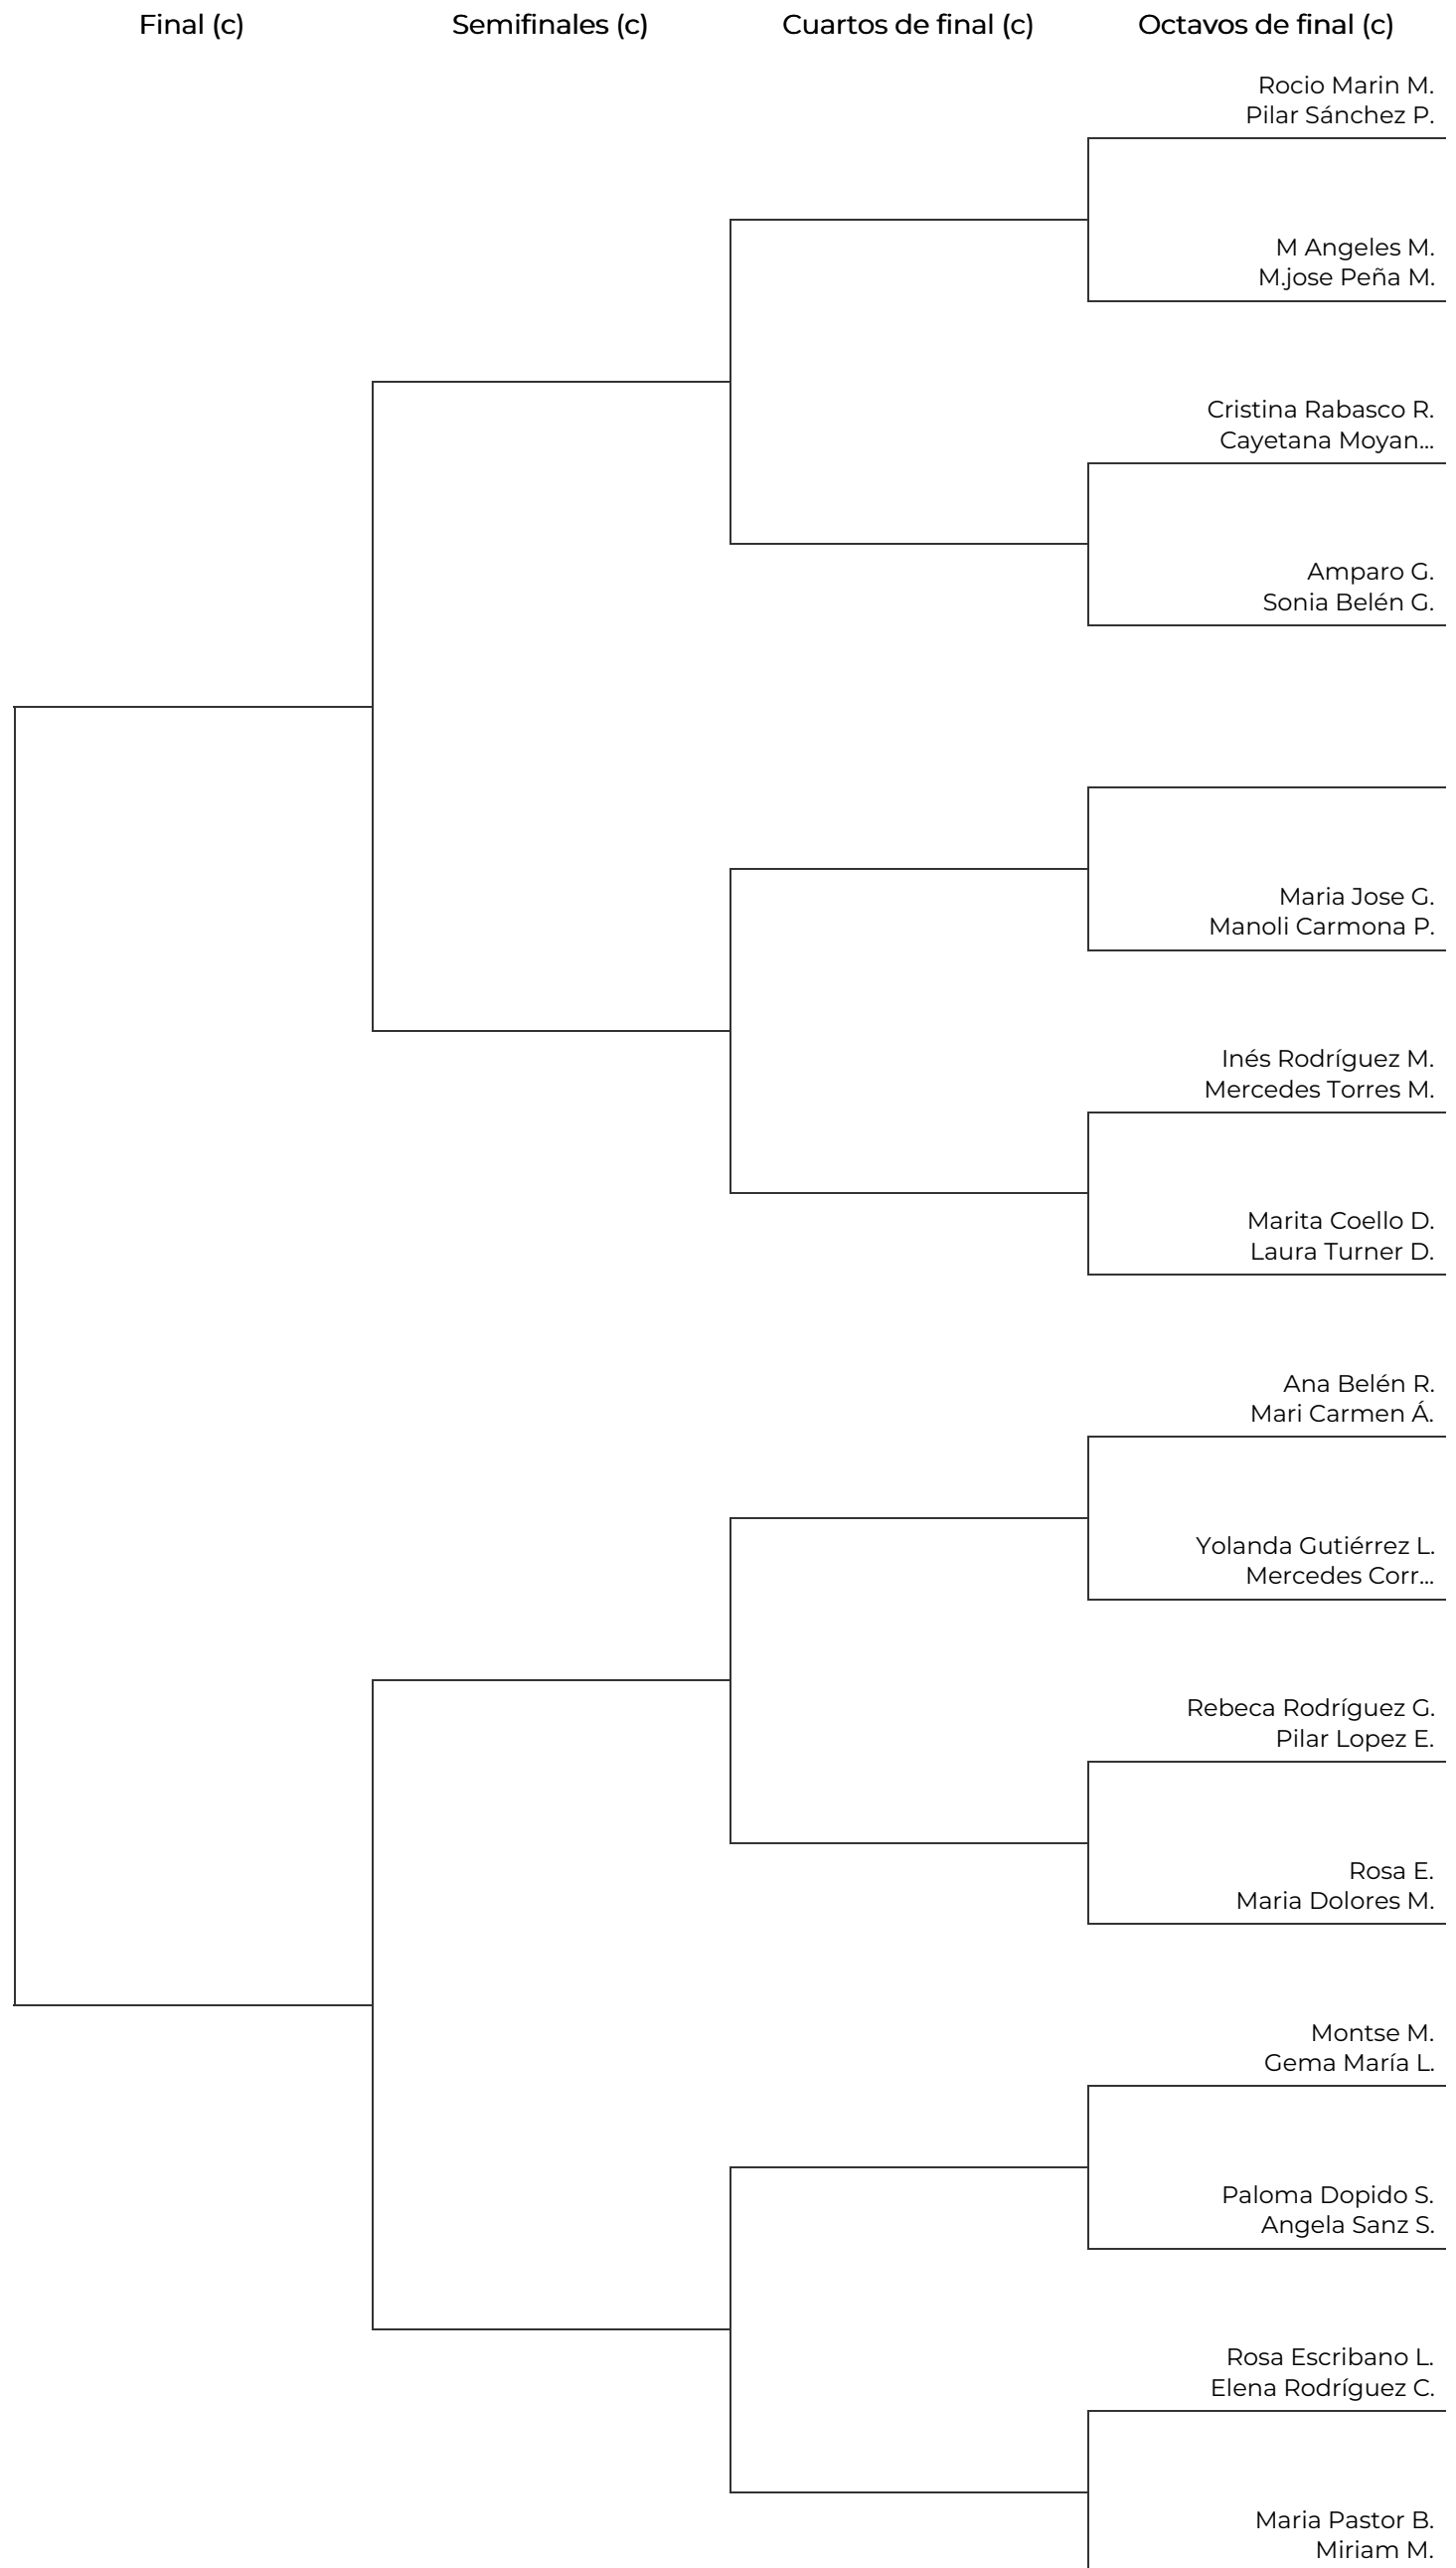 Final (c)
Semifinales (c)
Cuartos de final (c)
Octavos de final (c)
Rocio Marin M.
Pilar Sánchez P.
M Angeles M.
M.jose Peña M.
Cristina Rabasco R.
Cayetana Moyan...
Amparo G.
Sonia Belén G.
Maria Jose G.
Manoli Carmona P.
Inés Rodríguez M.
Mercedes Torres M.
Marita Coello D.
Laura Turner D.
Ana Belén R.
Mari Carmen Á.
Yolanda Gutiérrez L.
Mercedes Corr...
Rebeca Rodríguez G.
Pilar Lopez E.
Rosa E.
Maria Dolores M.
Montse M.
Gema María L.
Paloma Dopido S.
Angela Sanz S.
Rosa Escribano L.
Elena Rodríguez C.
Maria Pastor B.
Miriam M.